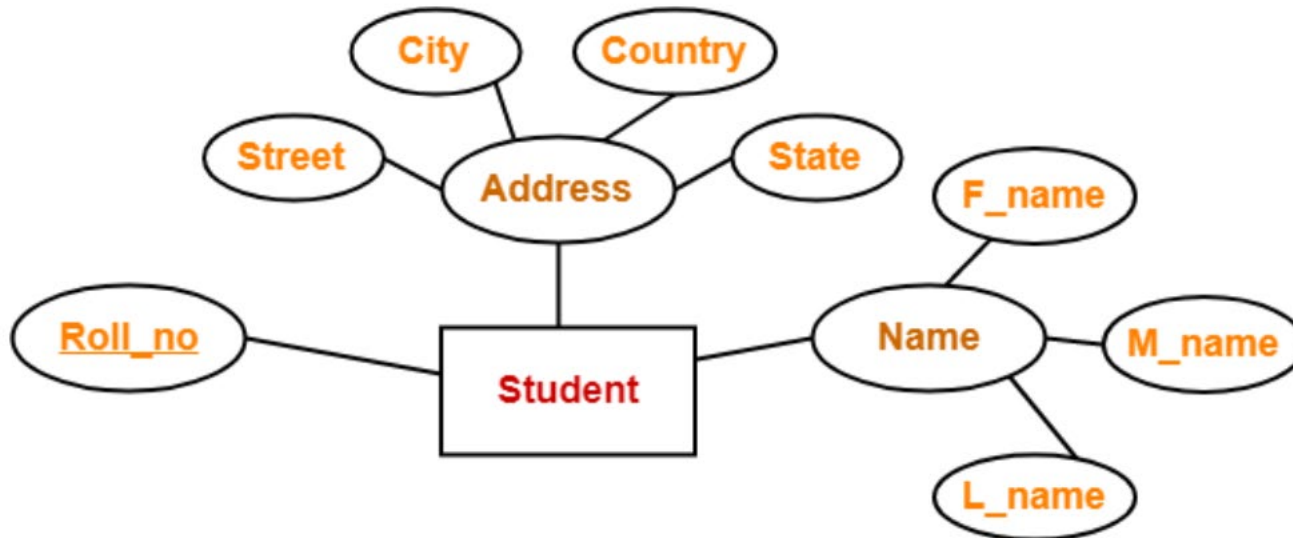 City
Country
Street
Address
State
F_name
Roll_no
Name
M_name
Student
L_name